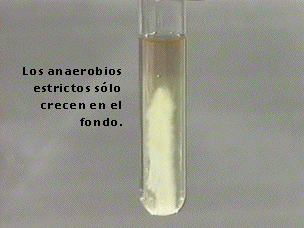 Los anaerobios
estrictos sólo
crecen en el
fondo.